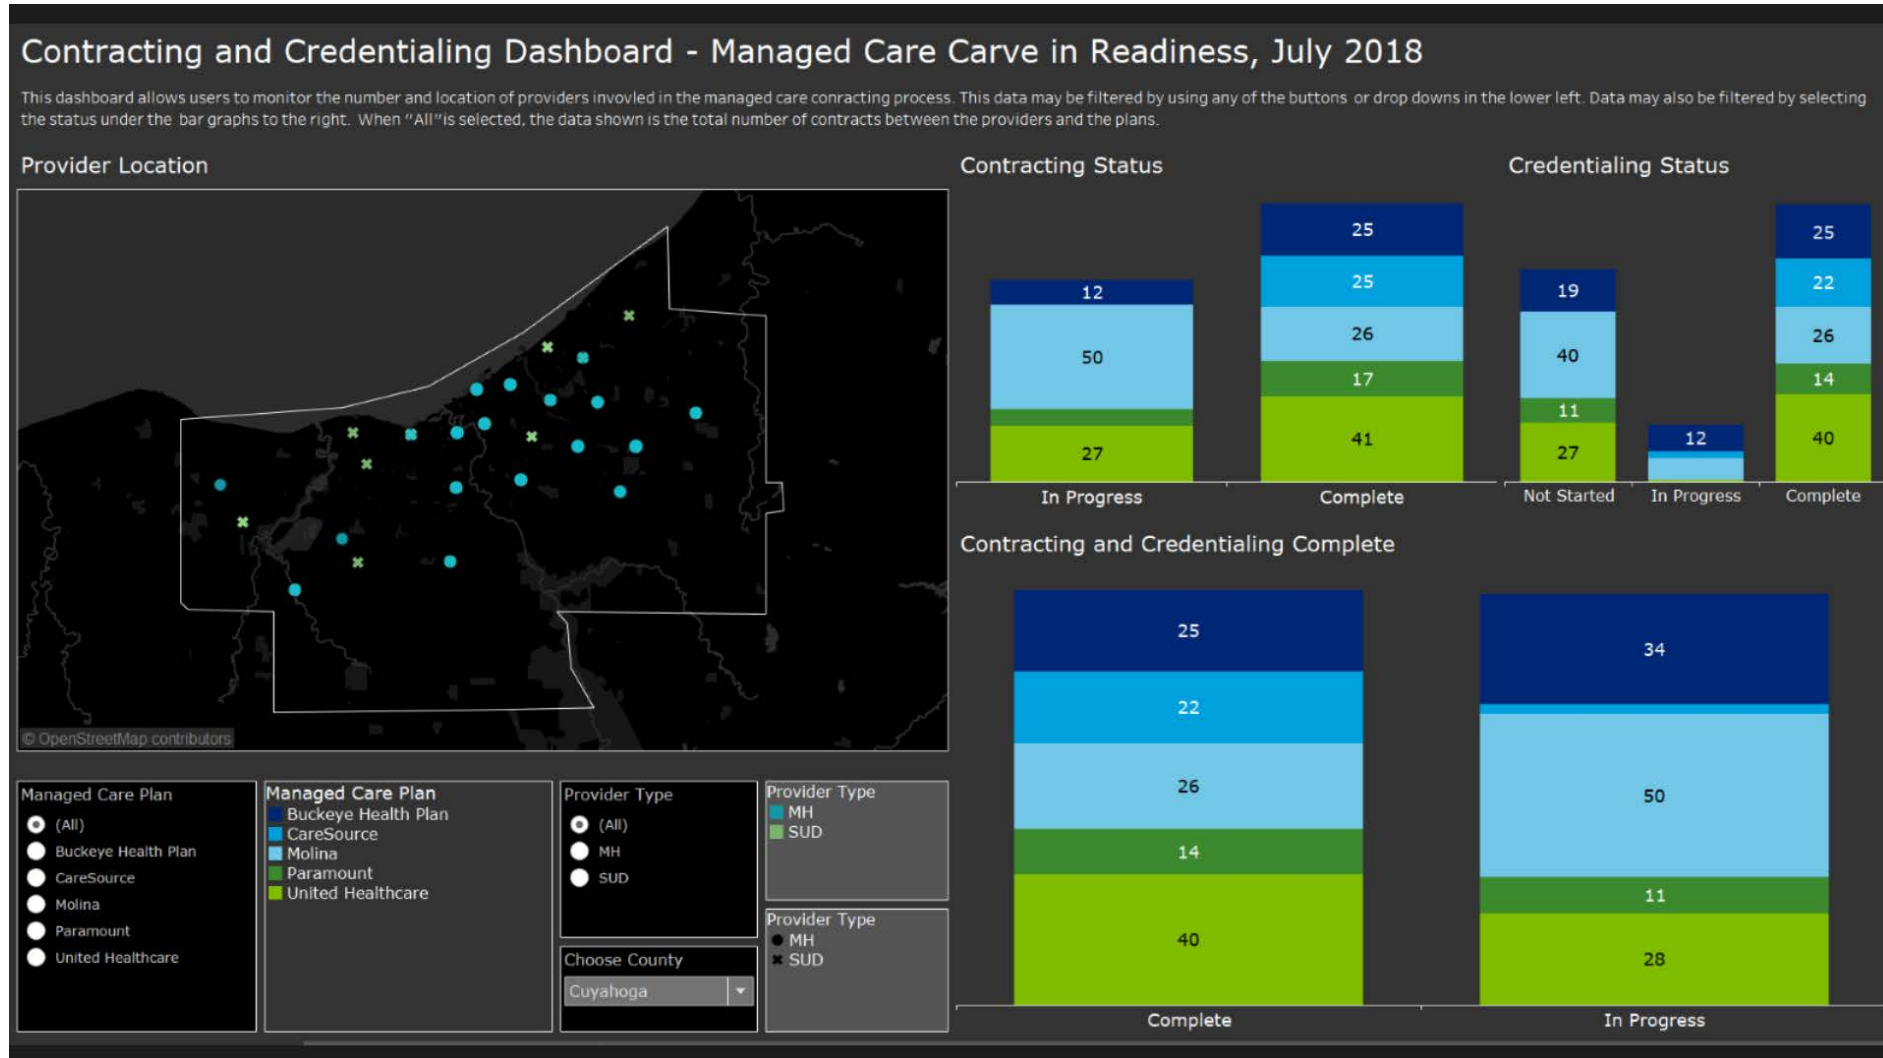 Contracting and Credentialing Dashboard - Managed Care Carve in Readiness, July 2018
This dashboard allows users to monitor the number and location of providers invovled in the managed care conracting process. This data may be filtered by using any of the buttons or drop downs in the lower left. Data may also be filtered by selecting
the status under the bar graphs to the right. When "All"is selected, the data shown is the total number of contracts between the providers and the plans.
Provider Location
© OpenStreetMap contributors
Contracting Status
12
50
27
In Progress
25
25
26
17
41
Complete
Credentialing Status
19
40
11
27
Not Started
12
In Progress
25
22
26
14
40
Complete
Contracting and Credentialing Complete
25
22
26
14
40
Complete
34
50
11
28
In Progress
Managed Care Plan
(All)
Buckeye Health Plan
CareSource
Molina
Paramount
United Healthcare
Managed Care Plan
Buckeye Health Plan
CareSource
Molina
Paramount
United Healthcare
Provider Type
(All)
MH
SUD
Choose County
Cuyahoga
Provider Type
MH
SUD
Provider Type
MH
SUD